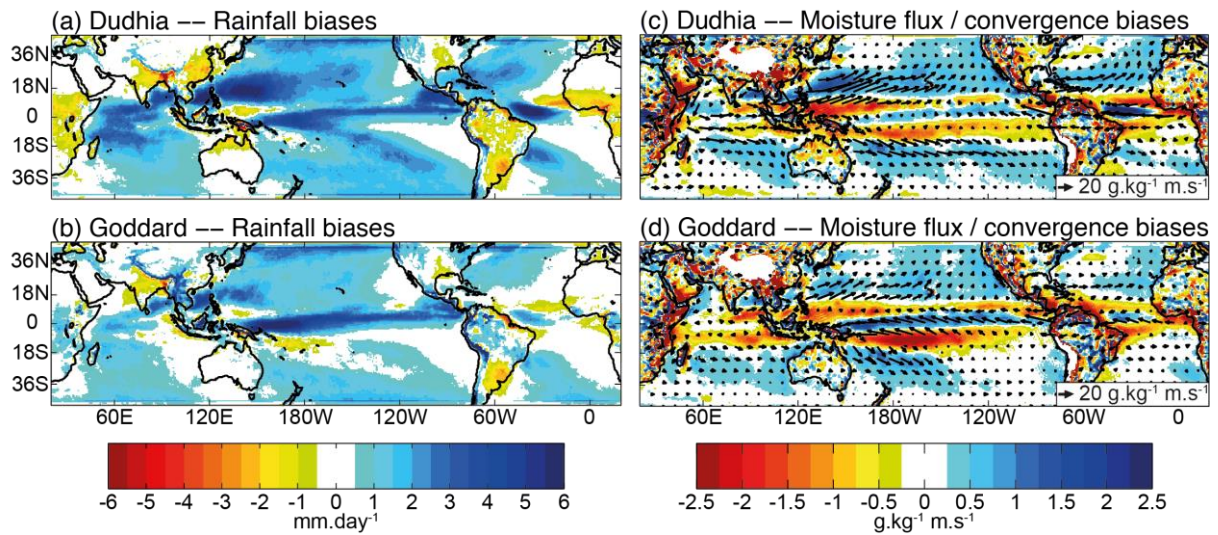 (a) Dudhia –– Rainfall biases
36N
18N
0
18S
36S
(b) Goddard –– Rainfall biases
36N
18N
0
18S
36S
60E 120E 180W 120W 60W 0
-6 -5 -4 -3 -2 -1 0 1 2 3 4 5 6
mm.day⁻¹
(c) Dudhia –– Moisture flux / convergence biases
20 g.kg⁻¹ m.s⁻¹
(d) Goddard –– Moisture flux / convergence biases
20 g.kg⁻¹ m.s⁻¹
60E 120E 180W 120W 60W 0
-2.5 -2 -1.5 -1 -0.5 0 0.5 1 1.5 2 2.5
g.kg⁻¹ m.s⁻¹